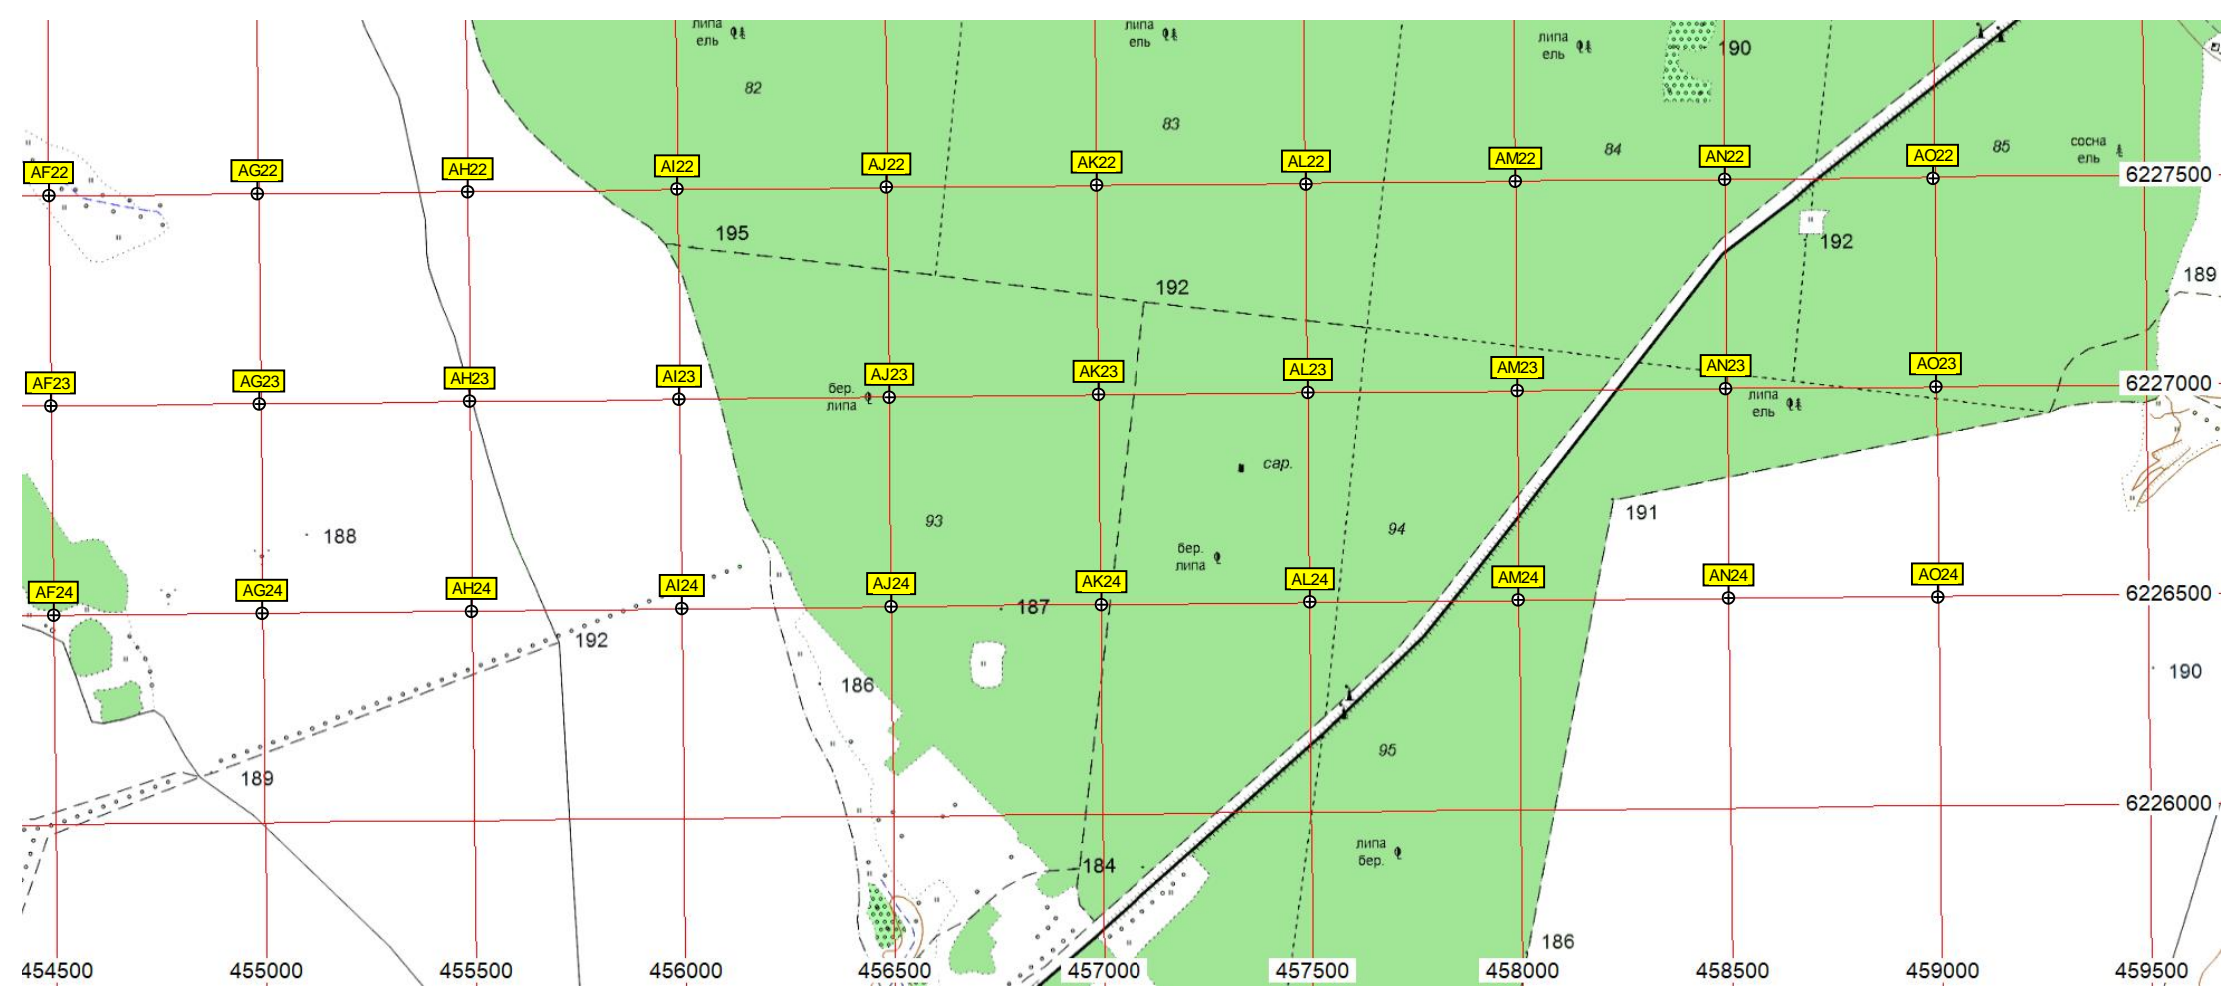 липа
ель
липа
ель
липа
ель
190
82
83
84
85
сосна
ель
AF22
AG22
AH22
AI22
AJ22
AK22
AL22
AM22
AN22
AO22
6227500
195
192
192
189
AF23
AG23
AH23
AI23
AJ23
AK23
AL23
AM23
AN23
AO23
6227000
бер.
липа
липа
ель
сар.
188
93
94
191
бер.
липа
AF24
AG24
AH24
AI24
AJ24
AK24
AL24
AM24
AN24
AO24
6226500
187
192
186
190
189
95
6226000
липа
бер.
184
186
454500
455000
455500
456000
456500
457000
457500
458000
458500
459000
459500